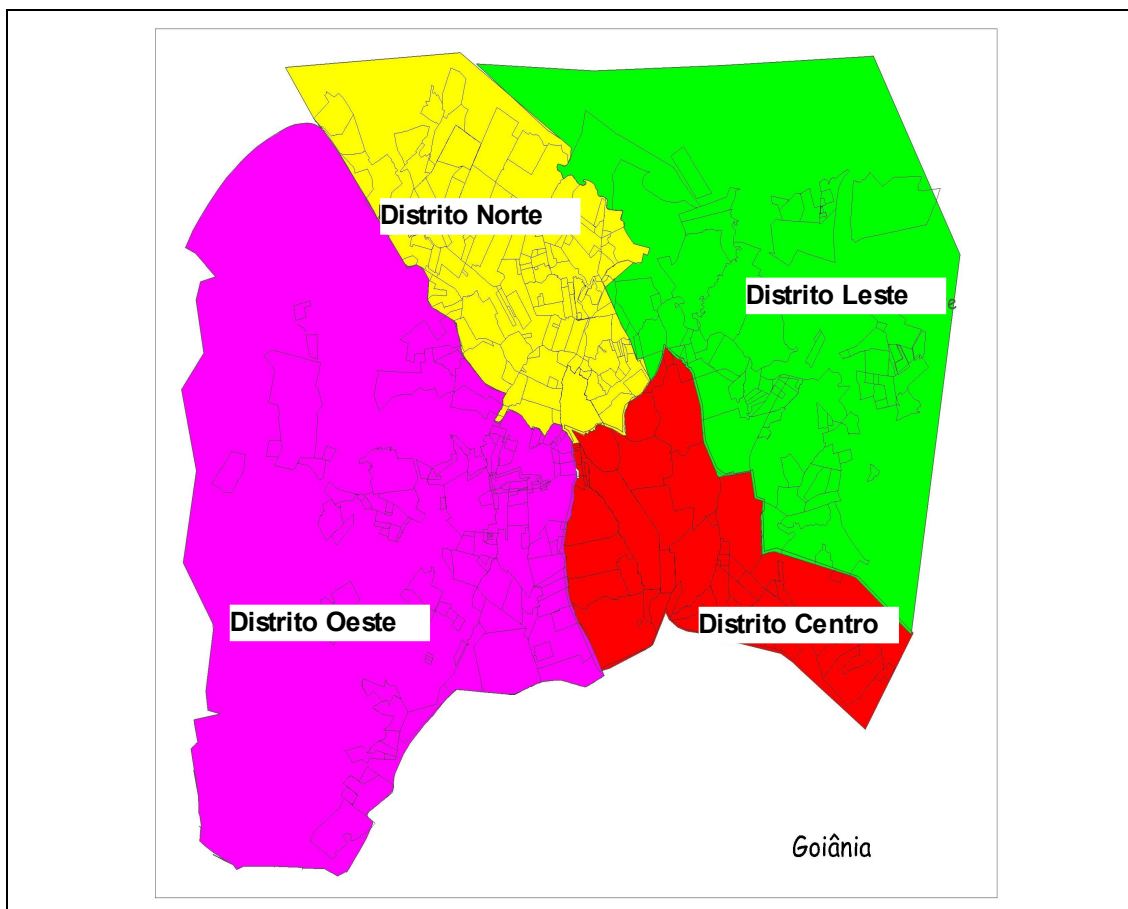 Distrito Norte
Distrito Leste
e
Distrito Oeste
Distrito Centro
Goiânia